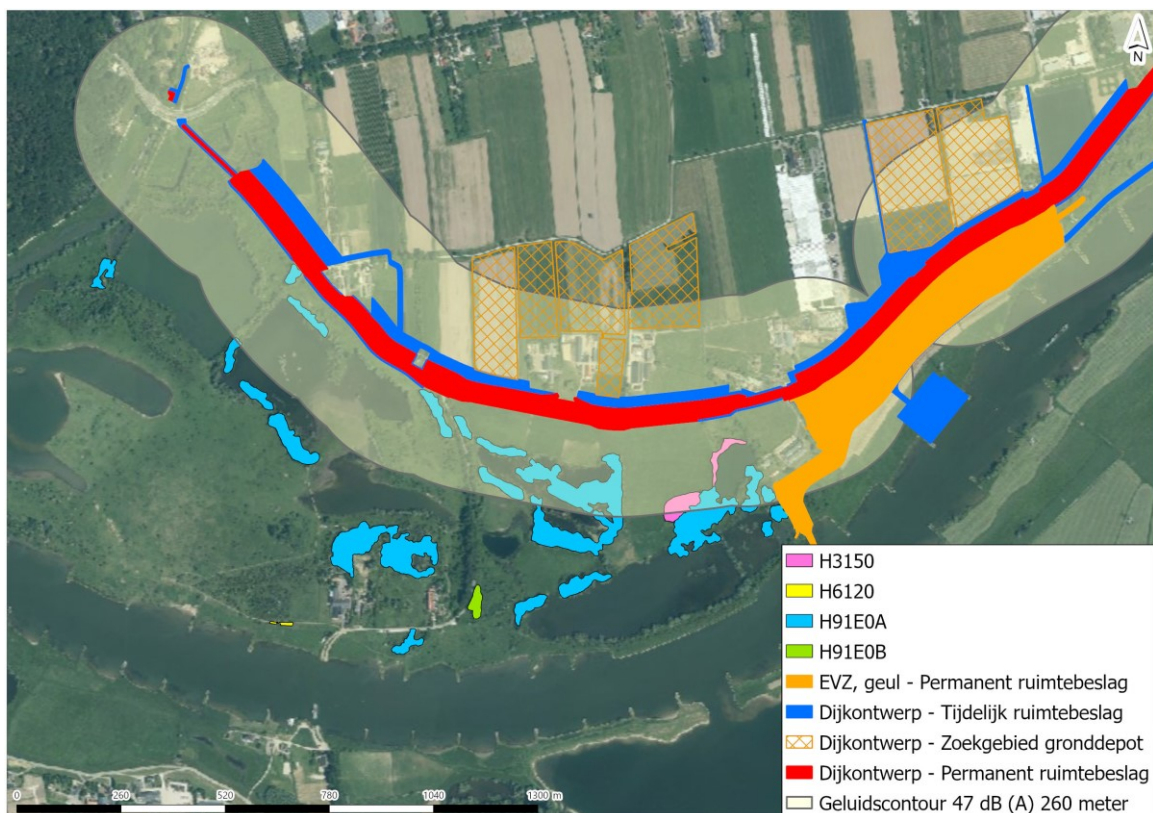 N
H3150
H6120
H91E0A
H91E0B
EVZ, geul - Permanent ruimtebeslag
Dijkontwerp - Tijdelijk ruimtebeslag
Dijkontwerp - Zoekgebied gronddepot
Dijkontwerp - Permanent ruimtebeslag
Geluidscontour 47 dB (A) 260 meter
0 260 520 780 1040 1300 m